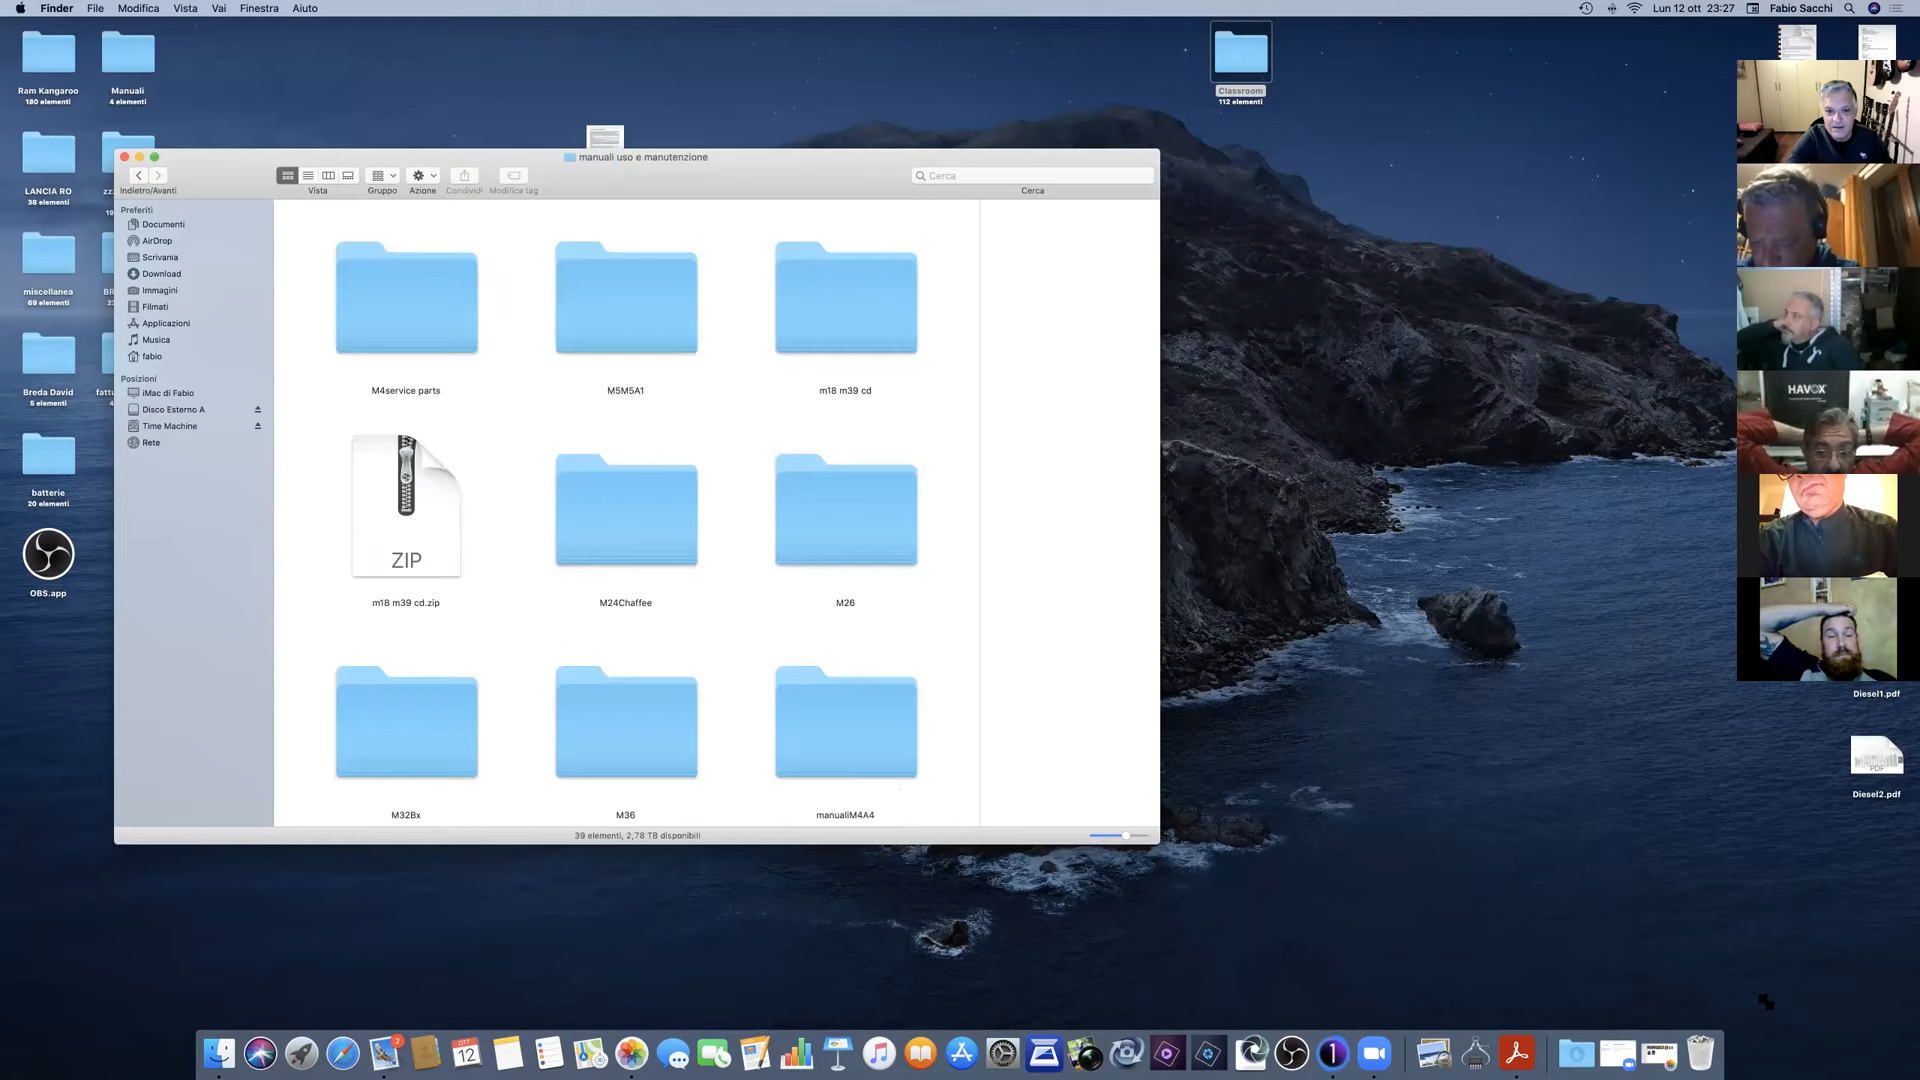 Finder File Modifica Vista Vai Finestra Aiuto
Lun 12 ott 23:27 Fabio Sacchi
Ram Kangaroo
180 elementi
Manuali
4 elementi
Classroom
112 elementi
LANCIA RO
38 elementi
miscellanea
69 elementi
Breda David
5 elementi
batterie
20 elementi
OBS.app
manuali uso e manutenzione
Cerca
Indietro/Avanti Vista Gruppo Azione Condividi Modifica tag Cerca
Preferiti
Documenti
AirDrop
Scrivania
Download
Immagini
Filmati
Applicazioni
Musica
fabio
Posizioni
iMac di Fabio
Disco Esterno A
Time Machine
Rete
M4service parts
M5M5A1
m18 m39 cd
ZIP
m18 m39 cd.zip
M24Chaffee
M26
M32Bx
M36
manualiM4A4
39 elementi, 2,78 TB disponibili
HAVOX
Diesel1.pdf
PDF
Diesel2.pdf
2
OTT
12
1